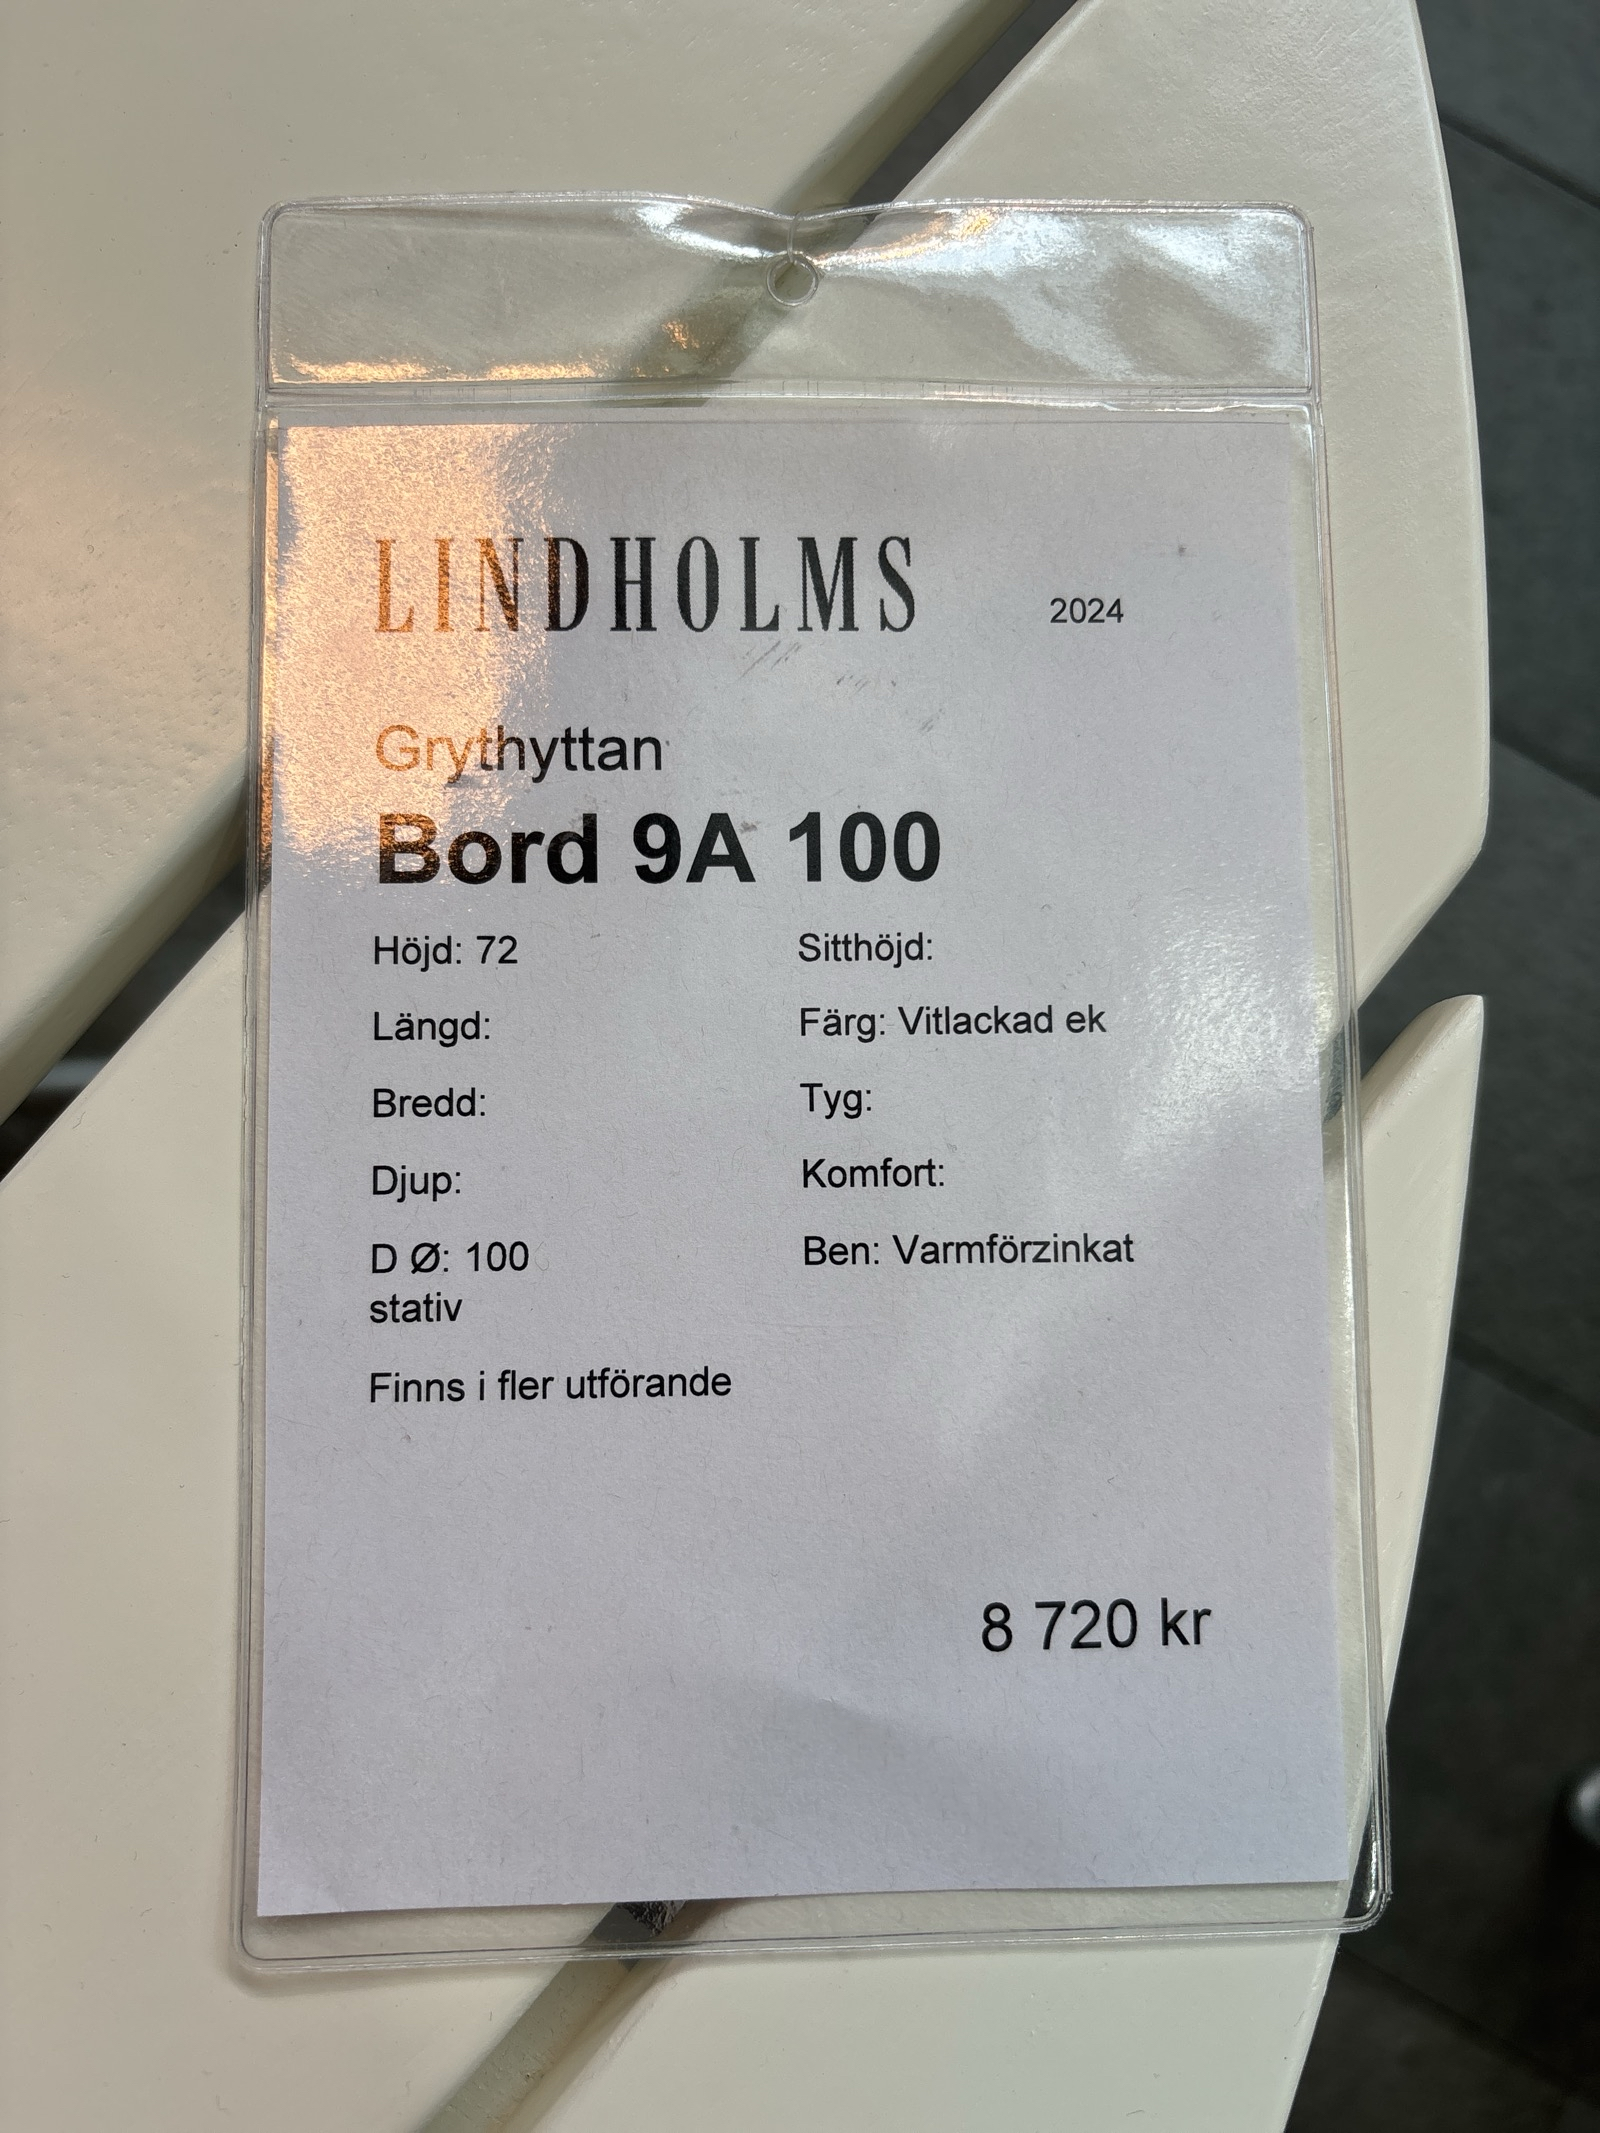 LINDHOLMS 2024
Grythyttan
Bord 9A 100
Höjd: 72 Sitthöjd:
Längd: Färg: Vitlackad ek
Bredd: Tyg:
Djup: Komfort:
D Ø: 100 Ben: Varmförzinkat
stativ
Finns i fler utförande
8 720 kr